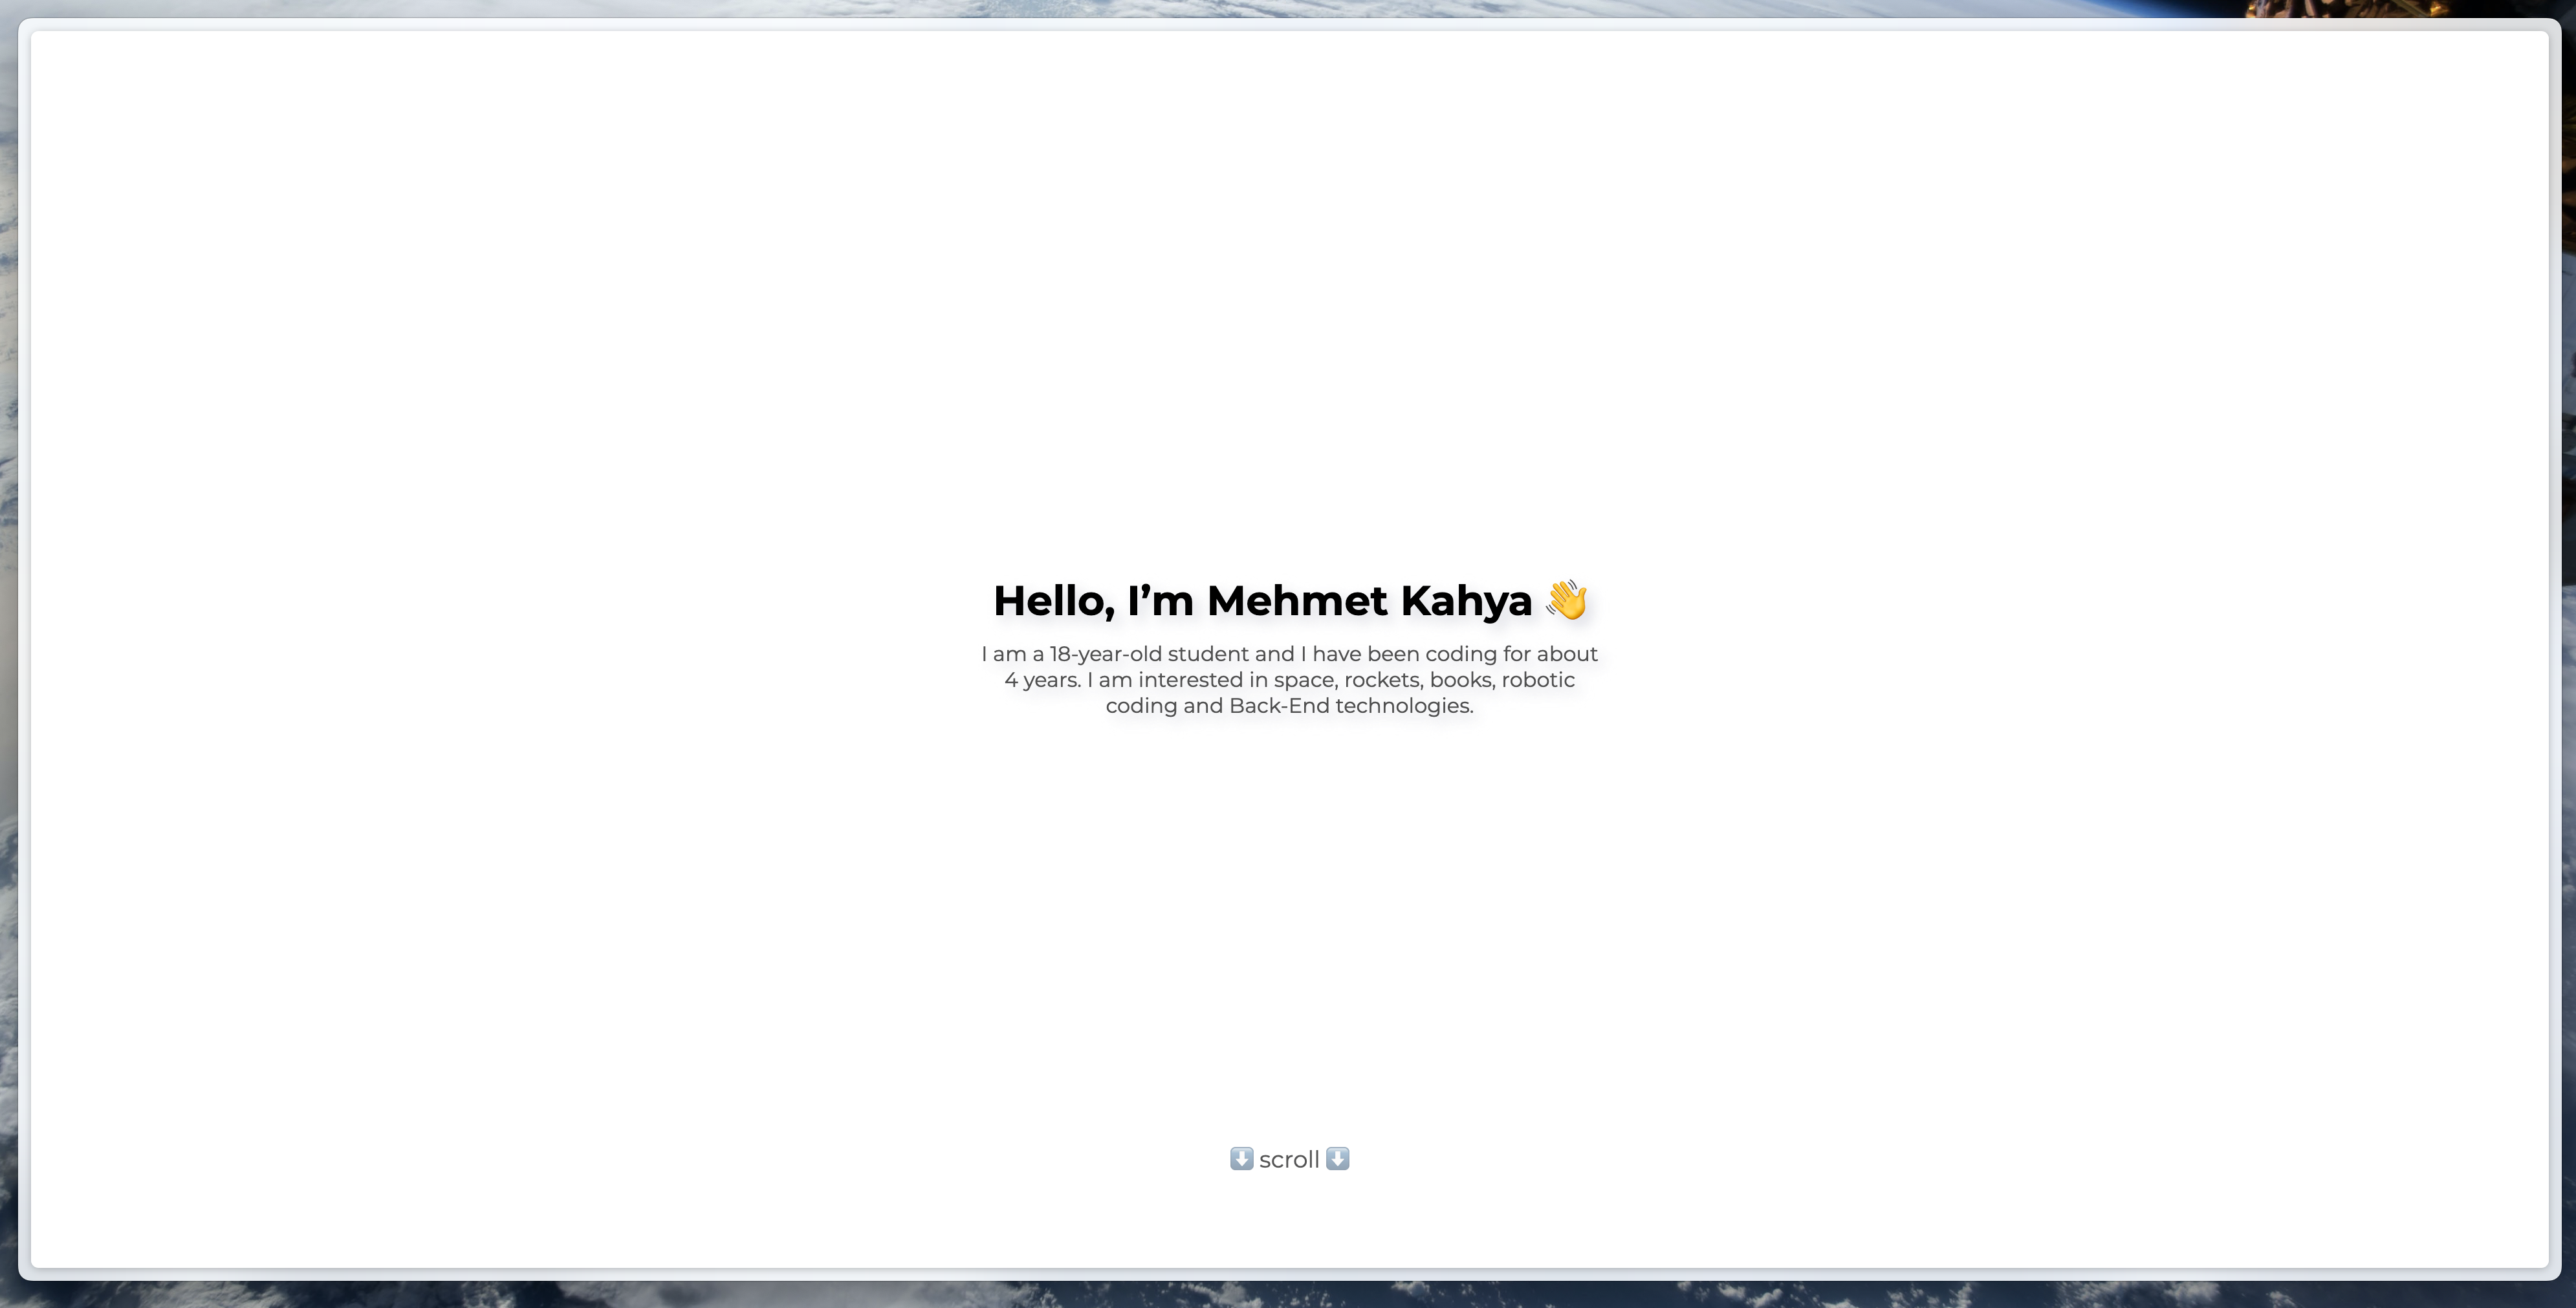 Hello, I’m Mehmet Kahya 👋
I am a 18-year-old student and I have been coding for about
4 years. I am interested in space, rockets, books, robotic
coding and Back-End technologies.
⬇️ scroll ⬇️